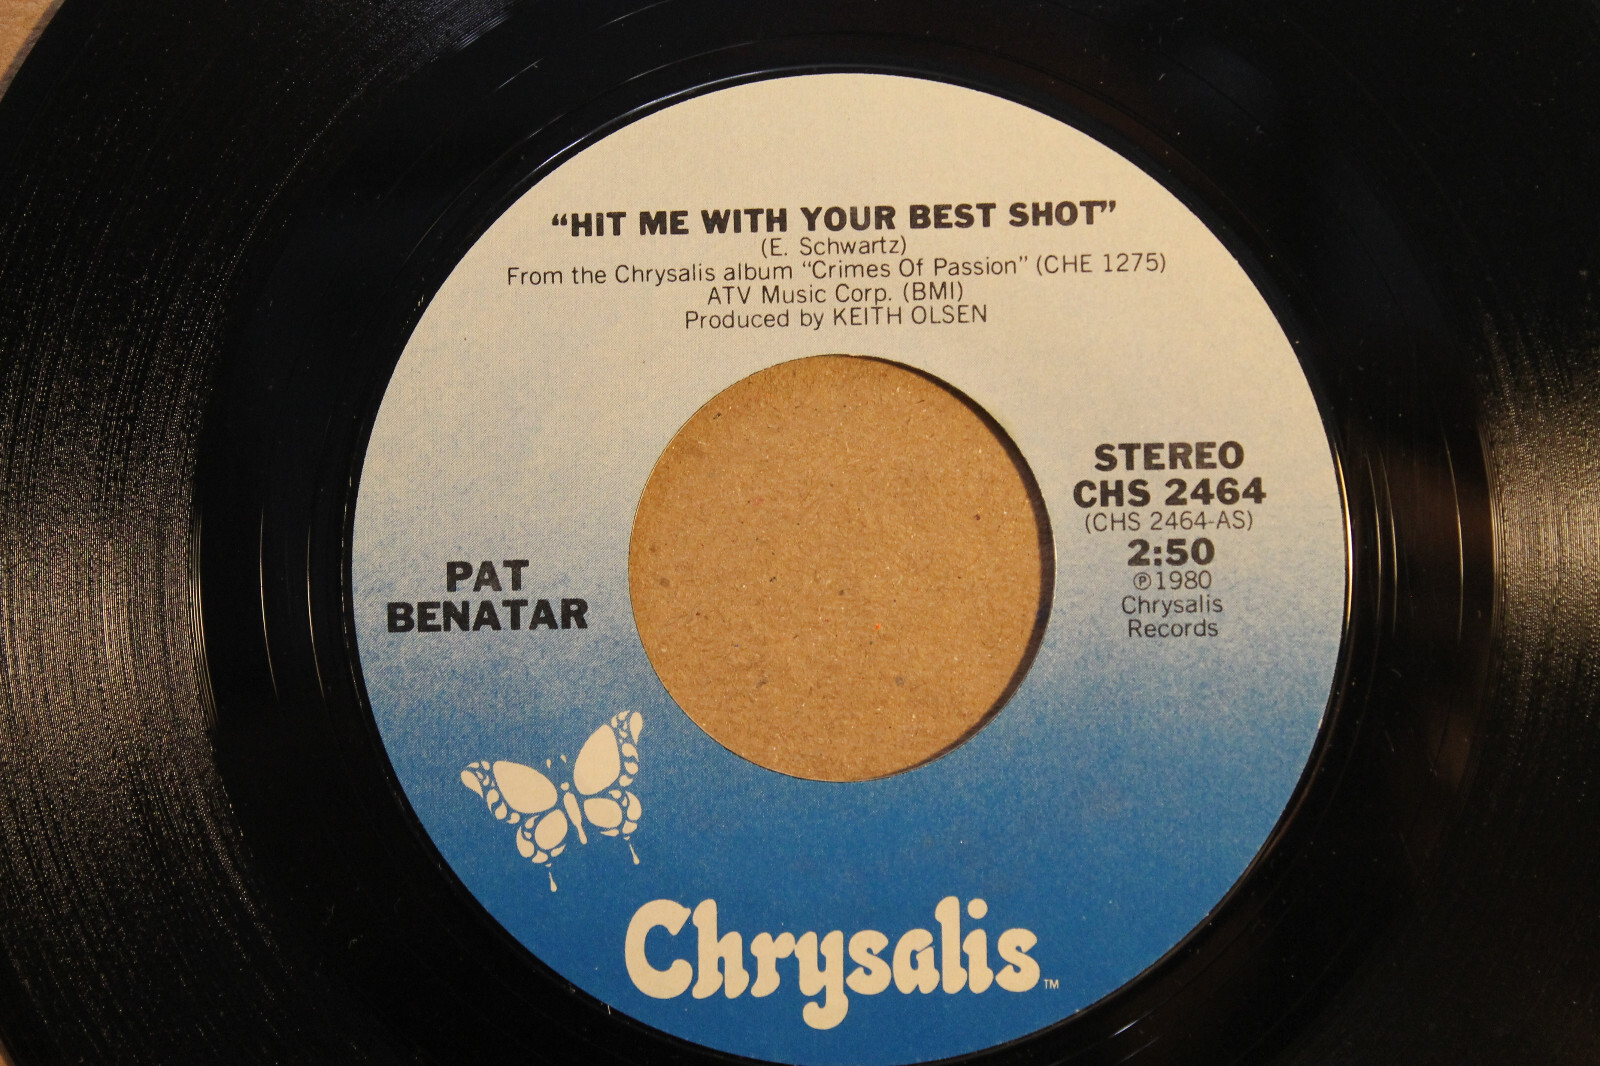 “HIT ME WITH YOUR BEST SHOT”
(E. Schwartz)
From the Chrysalis album “Crimes Of Passion” (CHE 1275)
ATV Music Corp. (BMI)
Produced by KEITH OLSEN
STEREO
CHS 2464
(CHS 2464-AS)
2:50
℗1980
Chrysalis
Records
PAT
BENATAR
Chrysalis™